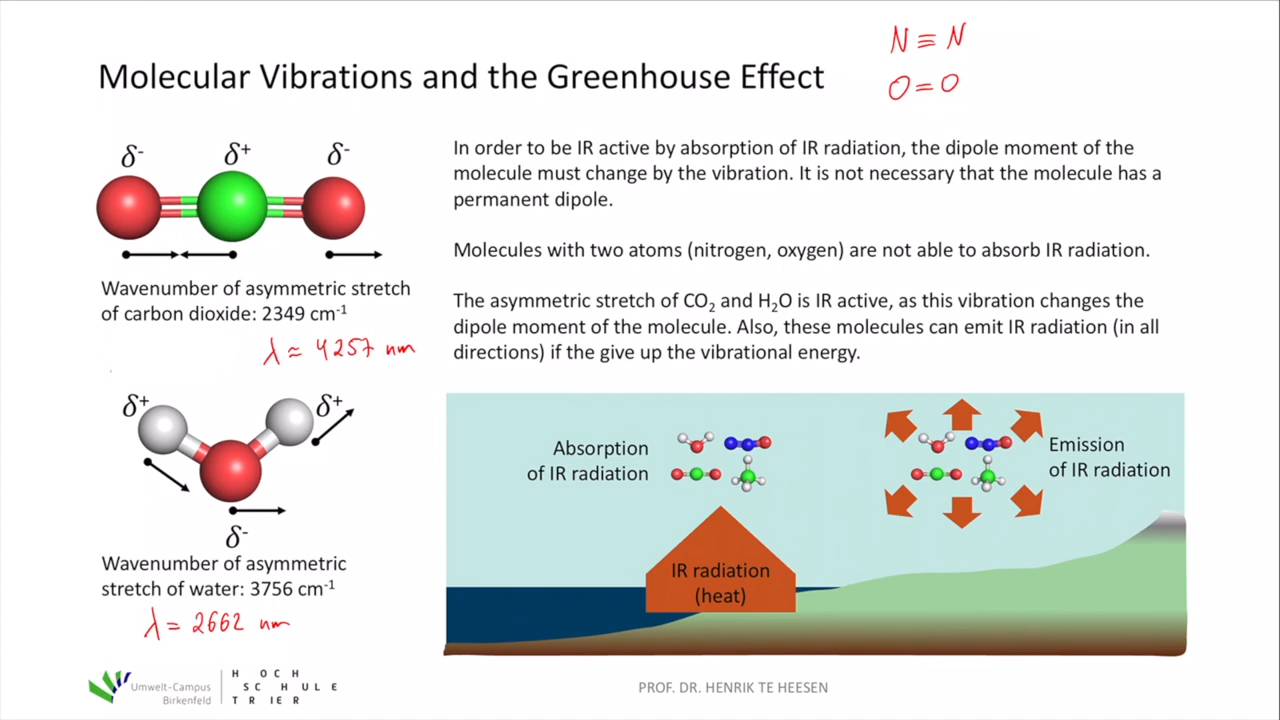 N ≡ N
O = O
Molecular Vibrations and the Greenhouse Effect
δ- δ+ δ-
Wavenumber of asymmetric stretch
of carbon dioxide: 2349 cm-1
λ ≈ 4257 nm
δ+ δ+
δ-
Wavenumber of asymmetric
stretch of water: 3756 cm-1
λ = 2662 nm
In order to be IR active by absorption of IR radiation, the dipole moment of the
molecule must change by the vibration. It is not necessary that the molecule has a
permanent dipole.
Molecules with two atoms (nitrogen, oxygen) are not able to absorb IR radiation.
The asymmetric stretch of CO2 and H2O is IR active, as this vibration changes the
dipole moment of the molecule. Also, these molecules can emit IR radiation (in all
directions) if the give up the vibrational energy.
Absorption
of IR radiation
IR radiation
(heat)
Emission
of IR radiation
Umwelt-Campus
Birkenfeld
H O C H
S C H U L E
T R I E R
PROF. DR. HENRIK TE HEESEN